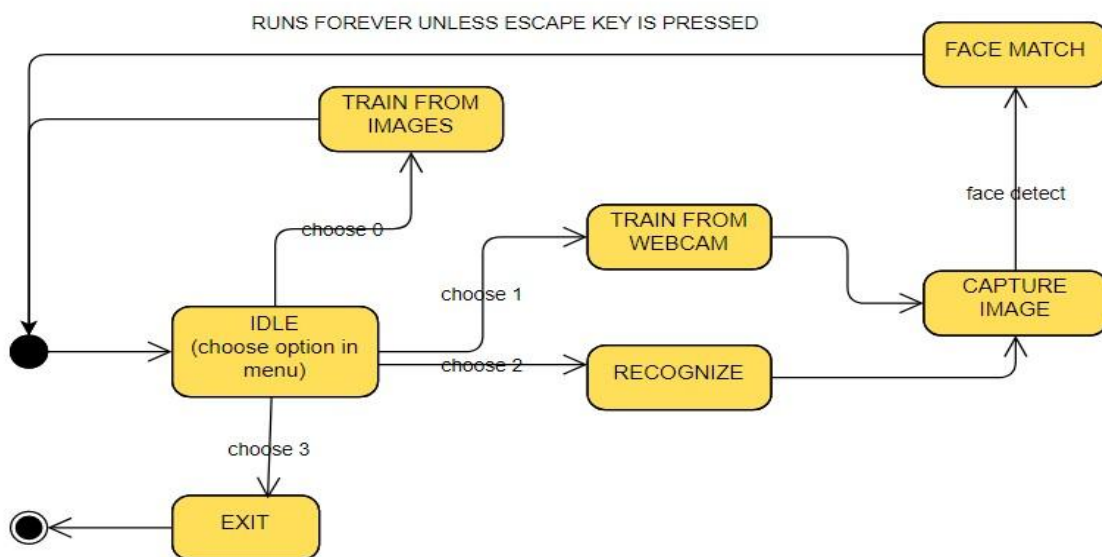 RUNS FOREVER UNLESS ESCAPE KEY IS PRESSED
FACE MATCH
TRAIN FROM
IMAGES
face detect
choose 0
TRAIN FROM
WEBCAM
choose 1
CAPTURE
IMAGE
IDLE
(choose option in
menu)
choose 2
RECOGNIZE
choose 3
EXIT